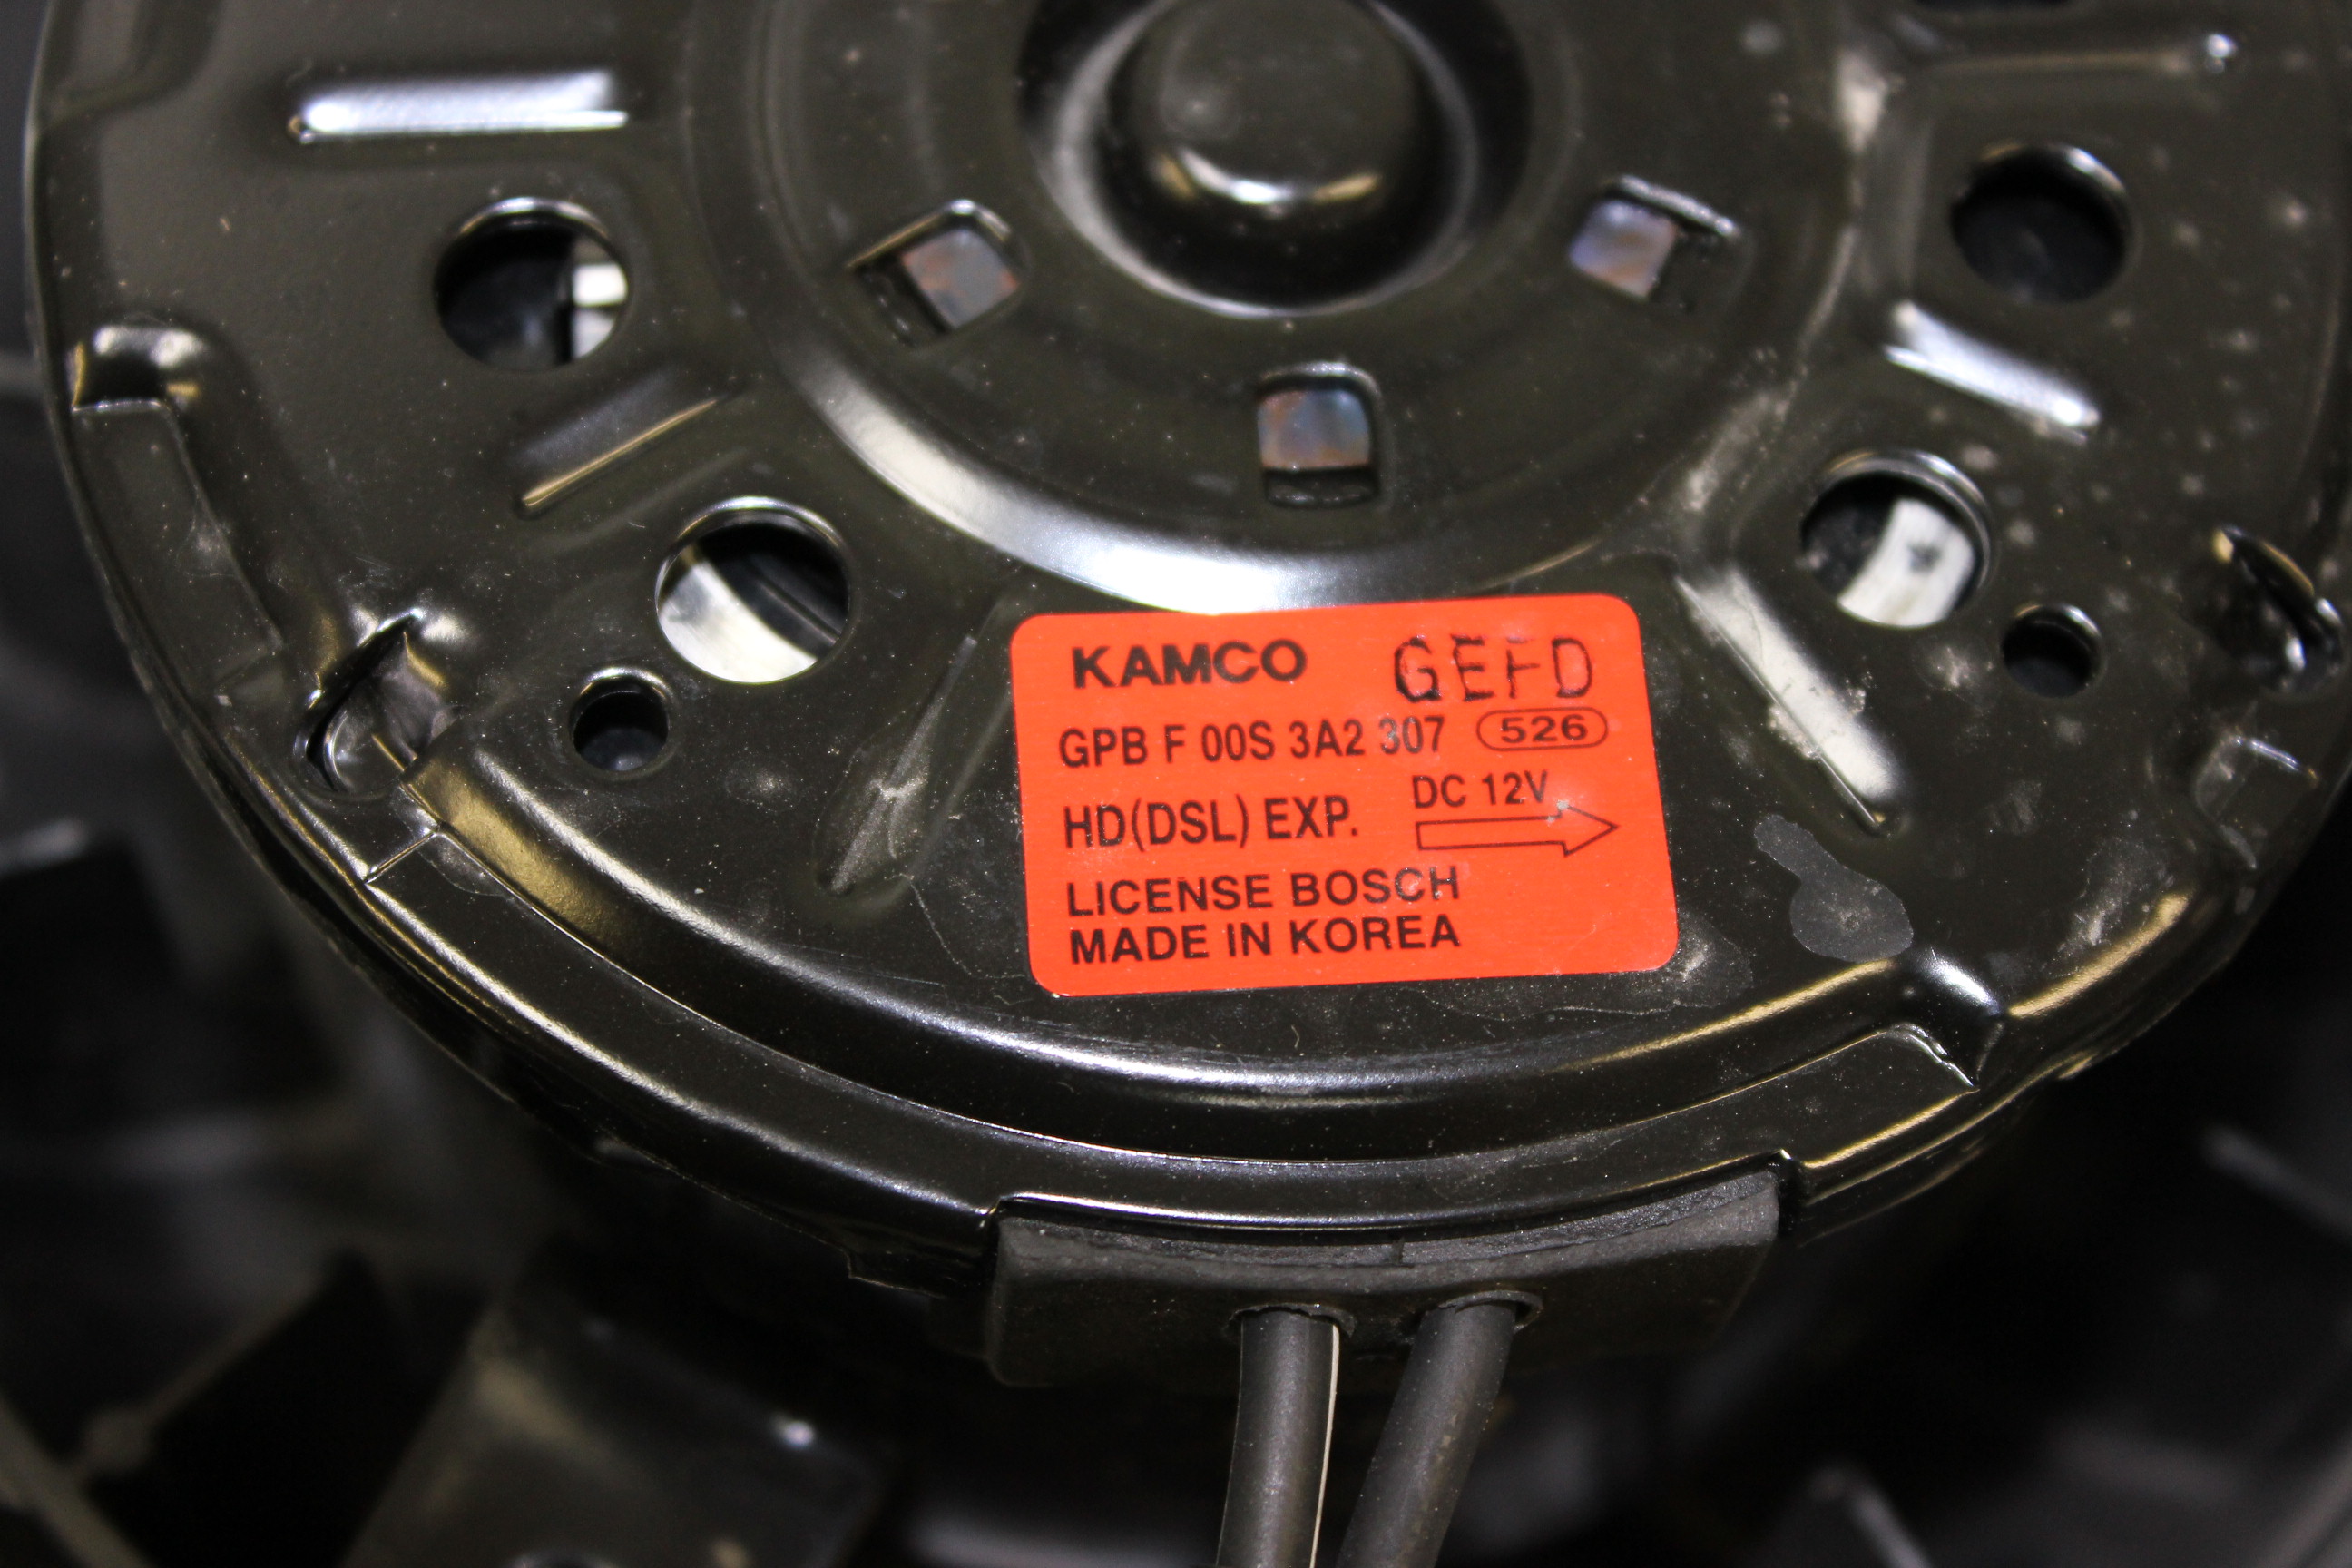 KAMCO GEFD
GPB F 00S 3A2 307 526
DC 12V
HD(DSL) EXP.
LICENSE BOSCH
MADE IN KOREA